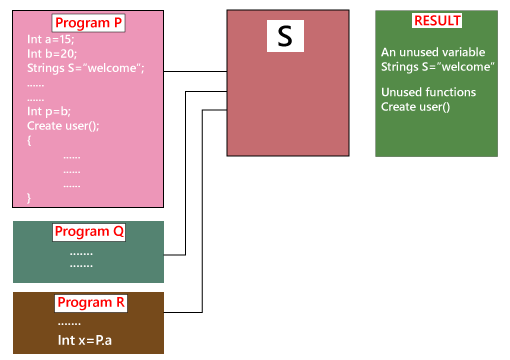 Program P
Int a=15;
Int b=20;
Strings S=“welcome”;
......
......
Int p=b;
Create user();
{
......
......
......
}
Program Q
.......
.......
Program R
.......
Int x=P.a
S
RESULT
An unused variable
Strings S=“welcome”
Unused functions
Create user()